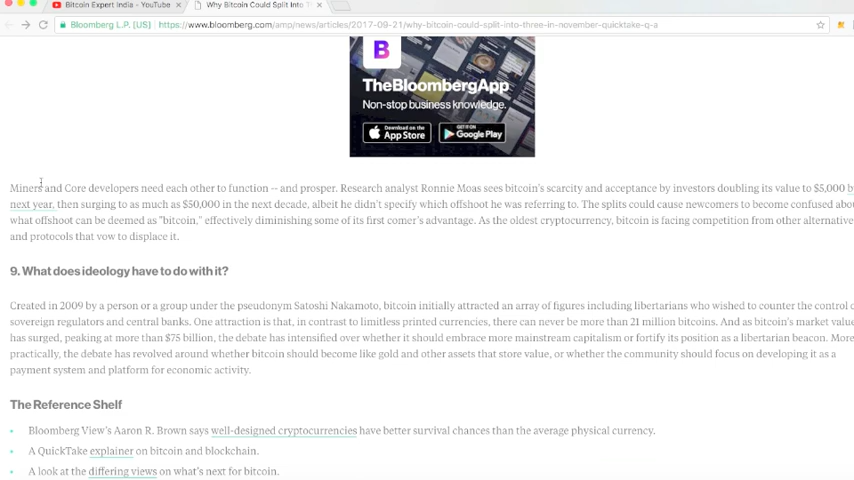 Bitcoin Expert India - YouTube
Why Bitcoin Could Split Into T
Bloomberg L.P. [US] https://www.bloomberg.com/amp/news/articles/2017-09-21/why-bitcoin-could-split-into-three-in-november-quicktake-q-a
B
TheBloombergApp
Non-stop business knowledge.
Download on the App Store
GET IT ON Google Play
Miners and Core developers need each other to function -- and prosper. Research analyst Ronnie Moas sees bitcoin's scarcity and acceptance by investors doubling its value to $5,000 b
next year, then surging to as much as $50,000 in the next decade, albeit he didn't specify which offshoot he was referring to. The splits could cause newcomers to become confused abou
what offshoot can be deemed as "bitcoin," effectively diminishing some of its first comer's advantage. As the oldest cryptocurrency, bitcoin is facing competition from other alternative
and protocols that vow to displace it.
9. What does ideology have to do with it?
Created in 2009 by a person or a group under the pseudonym Satoshi Nakamoto, bitcoin initially attracted an array of figures including libertarians who wished to counter the control o
sovereign regulators and central banks. One attraction is that, in contrast to limitless printed currencies, there can never be more than 21 million bitcoins. And as bitcoin's market value
has surged, peaking at more than $75 billion, the debate has intensified over whether it should embrace more mainstream capitalism or fortify its position as a libertarian beacon. More
practically, the debate has revolved around whether bitcoin should become like gold and other assets that store value, or whether the community should focus on developing it as a
payment system and platform for economic activity.
The Reference Shelf
• Bloomberg View's Aaron R. Brown says well-designed cryptocurrencies have better survival chances than the average physical currency.
• A QuickTake explainer on bitcoin and blockchain.
• A look at the differing views on what's next for bitcoin.